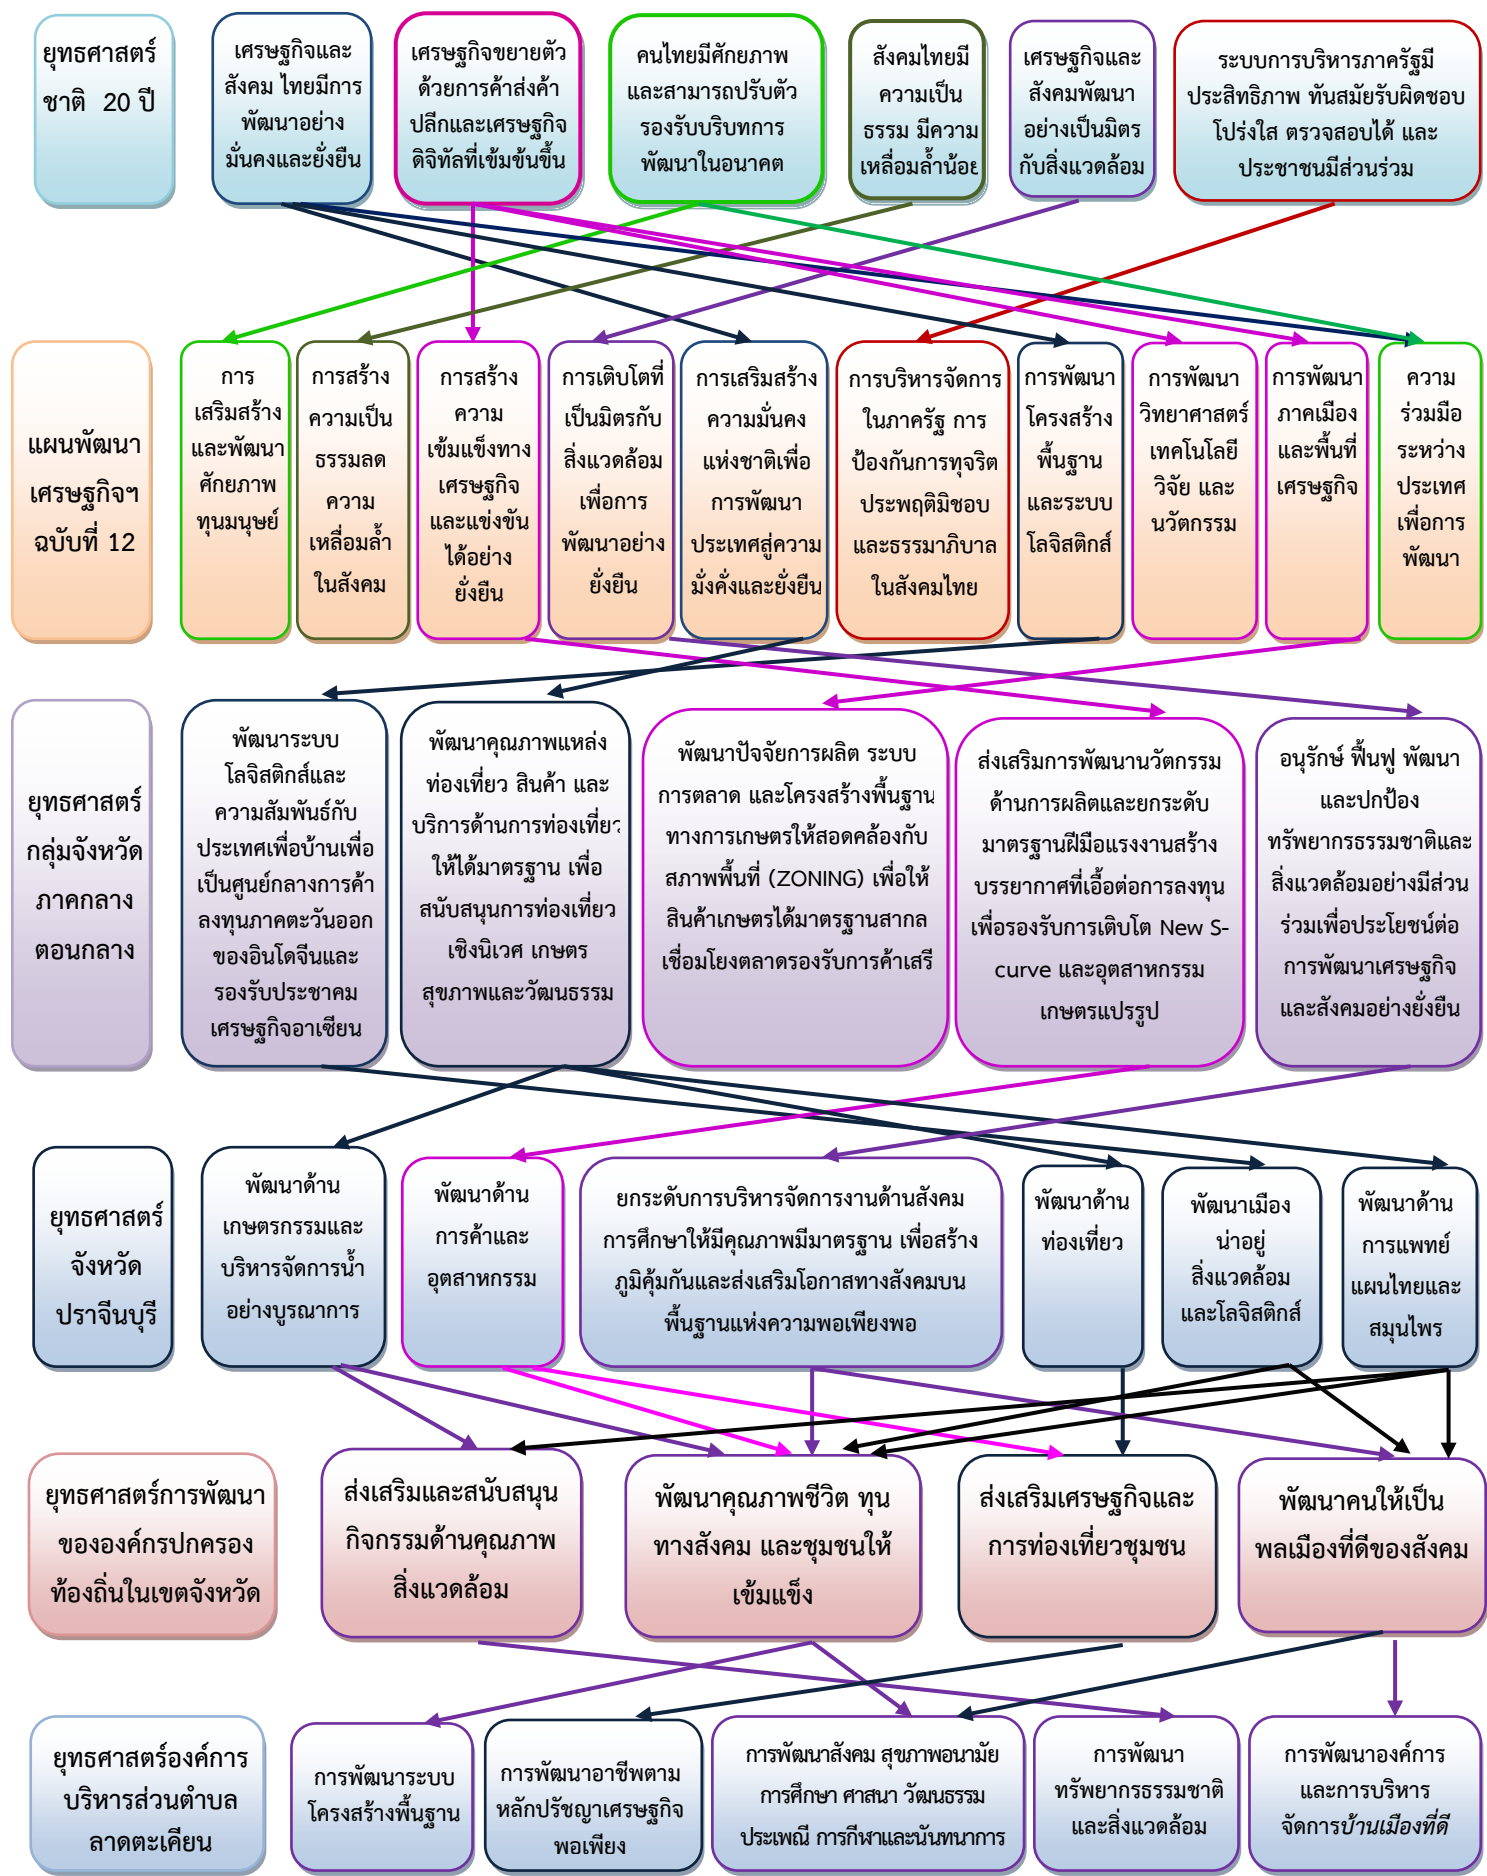 ยุทธศาสตร์
ชาติ 20 ปี
เศรษฐกิจและ
สังคม ไทยมีการ
พัฒนาอย่าง
มั่นคงและยั่งยืน
เศรษฐกิจขยายตัว
ด้วยการค้าส่งค้า
ปลีกและเศรษฐกิจ
ดิจิทัลที่เข้มข้นขึ้น
คนไทยมีศักยภาพ
และสามารถปรับตัว
รองรับบริบทการ
พัฒนาในอนาคต
สังคมไทยมี
ความเป็น
ธรรม มีความ
เหลื่อมล้ำน้อย
เศรษฐกิจและ
สังคมพัฒนา
อย่างเป็นมิตร
กับสิ่งแวดล้อม
ระบบการบริหารภาครัฐมี
ประสิทธิภาพ ทันสมัยรับผิดชอบ
โปร่งใส ตรวจสอบได้ และ
ประชาชนมีส่วนร่วม
แผนพัฒนา
เศรษฐกิจฯ
ฉบับที่ 12
การ
เสริมสร้าง
และพัฒนา
ศักยภาพ
ทุนมนุษย์
การสร้าง
ความเป็น
ธรรมลด
ความ
เหลื่อมล้ำ
ในสังคม
การสร้าง
ความ
เข้มแข็งทาง
เศรษฐกิจ
และแข่งขัน
ได้อย่าง
ยั่งยืน
การเติบโตที่
เป็นมิตรกับ
สิ่งแวดล้อม
เพื่อการ
พัฒนาอย่าง
ยั่งยืน
การเสริมสร้าง
ความมั่นคง
แห่งชาติเพื่อ
การพัฒนา
ประเทศสู่ความ
มั่งคั่งและยั่งยืน
การบริหารจัดการ
ในภาครัฐ การ
ป้องกันการทุจริต
ประพฤติมิชอบ
และธรรมาภิบาล
ในสังคมไทย
การพัฒนา
โครงสร้าง
พื้นฐาน
และระบบ
โลจิสติกส์
การพัฒนา
วิทยาศาสตร์
เทคโนโลยี
วิจัย และ
นวัตกรรม
การพัฒนา
ภาคเมือง
และพื้นที่
เศรษฐกิจ
ความ
ร่วมมือ
ระหว่าง
ประเทศ
เพื่อการ
พัฒนา
ยุทธศาสตร์
กลุ่มจังหวัด
ภาคกลาง
ตอนกลาง
พัฒนาระบบ
โลจิสติกส์และ
ความสัมพันธ์กับ
ประเทศเพื่อบ้านเพื่อ
เป็นศูนย์กลางการค้า
ลงทุนภาคตะวันออก
ของอินโดจีนและ
รองรับประชาคม
เศรษฐกิจอาเซียน
พัฒนาคุณภาพแหล่ง
ท่องเที่ยว สินค้า และ
บริการด้านการท่องเที่ยว
ให้ได้มาตรฐาน เพื่อ
สนับสนุนการท่องเที่ยว
เชิงนิเวศ เกษตร
สุขภาพและวัฒนธรรม
พัฒนาปัจจัยการผลิต ระบบ
การตลาด และโครงสร้างพื้นฐาน
ทางการเกษตรให้สอดคล้องกับ
สภาพพื้นที่ (ZONING) เพื่อให้
สินค้าเกษตรได้มาตรฐานสากล
เชื่อมโยงตลาดรองรับการค้าเสรี
ส่งเสริมการพัฒนานวัตกรรม
ด้านการผลิตและยกระดับ
มาตรฐานฝีมือแรงงานสร้าง
บรรยากาศที่เอื้อต่อการลงทุน
เพื่อรองรับการเติบโต New S-
curve และอุตสาหกรรม
เกษตรแปรรูป
อนุรักษ์ ฟื้นฟู พัฒนา
และปกป้อง
ทรัพยากรธรรมชาติและ
สิ่งแวดล้อมอย่างมีส่วน
ร่วมเพื่อประโยชน์ต่อ
การพัฒนาเศรษฐกิจ
และสังคมอย่างยั่งยืน
ยุทธศาสตร์
จังหวัด
ปราจีนบุรี
พัฒนาด้าน
เกษตรกรรมและ
บริหารจัดการน้ำ
อย่างบูรณาการ
พัฒนาด้าน
การค้าและ
อุตสาหกรรม
ยกระดับการบริหารจัดการงานด้านสังคม
การศึกษาให้มีคุณภาพมีมาตรฐาน เพื่อสร้าง
ภูมิคุ้มกันและส่งเสริมโอกาสทางสังคมบน
พื้นฐานแห่งความพอเพียงพอ
พัฒนาด้าน
ท่องเที่ยว
พัฒนาเมือง
น่าอยู่
สิ่งแวดล้อม
และโลจิสติกส์
พัฒนาด้าน
การแพทย์
แผนไทยและ
สมุนไพร
ยุทธศาสตร์การพัฒนา
ขององค์กรปกครอง
ท้องถิ่นในเขตจังหวัด
ส่งเสริมและสนับสนุน
กิจกรรมด้านคุณภาพ
สิ่งแวดล้อม
พัฒนาคุณภาพชีวิต ทุน
ทางสังคม และชุมชนให้
เข้มแข็ง
ส่งเสริมเศรษฐกิจและ
การท่องเที่ยวชุมชน
พัฒนาคนให้เป็น
พลเมืองที่ดีของสังคม
ยุทธศาสตร์องค์การ
บริหารส่วนตำบล
ลาดตะเคียน
การพัฒนาระบบ
โครงสร้างพื้นฐาน
การพัฒนาอาชีพตาม
หลักปรัชญาเศรษฐกิจ
พอเพียง
การพัฒนาสังคม สุขภาพอนามัย
การศึกษา ศาสนา วัฒนธรรม
ประเพณี การกีฬาและนันทนาการ
การพัฒนา
ทรัพยากรธรรมชาติ
และสิ่งแวดล้อม
การพัฒนาองค์การ
และการบริหาร
จัดการบ้านเมืองที่ดี